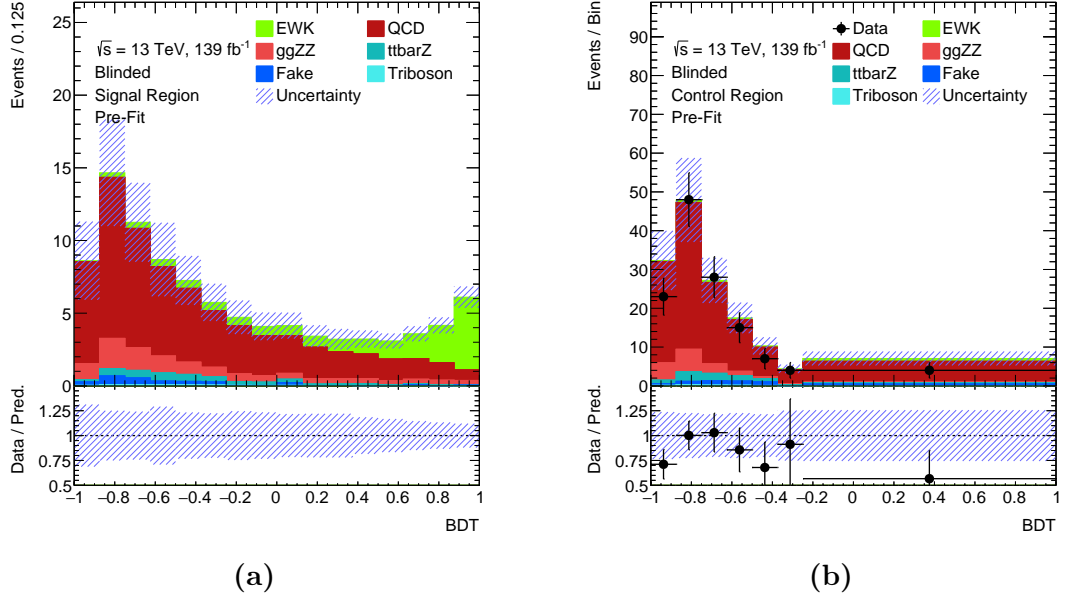 Events / 0.125
25
20
15
10
5
0
√s = 13 TeV, 139 fb⁻¹
Blinded
Signal Region
Pre-Fit
EWK
QCD
ggZZ
ttbarZ
Fake
Triboson
Uncertainty
Data / Pred.
1.25
1
0.75
0.5
−1 −0.8 −0.6 −0.4 −0.2 0 0.2 0.4 0.6 0.8 1
BDT
(a)
Events / Bin
90
80
70
60
50
40
30
20
10
0
√s = 13 TeV, 139 fb⁻¹
Blinded
Control Region
Pre-Fit
Data
EWK
QCD
ggZZ
ttbarZ
Fake
Triboson
Uncertainty
Data / Pred.
1.25
1
0.75
0.5
−1 −0.8 −0.6 −0.4 −0.2 0 0.2 0.4 0.6 0.8 1
BDT
(b)